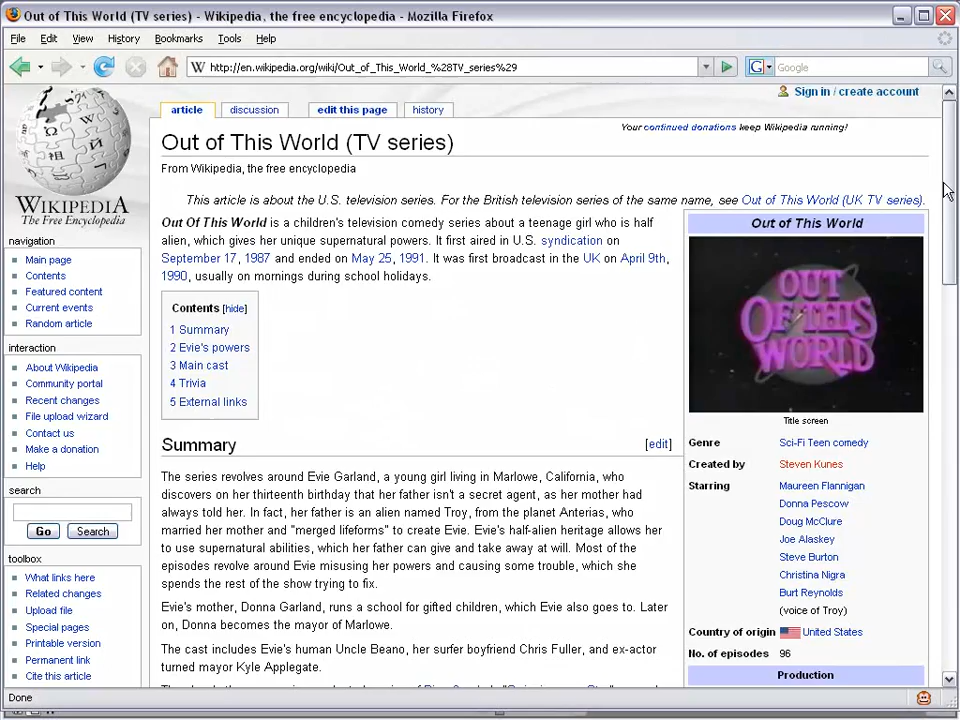 Out of This World (TV series) - Wikipedia, the free encyclopedia - Mozilla Firefox
File Edit View History Bookmarks Tools Help
http://en.wikipedia.org/wiki/Out_of_This_World_%28TV_series%29
Google
Sign in / create account
article discussion edit this page history
Your continued donations keep Wikipedia running!
Out of This World (TV series)
From Wikipedia, the free encyclopedia
This article is about the U.S. television series. For the British television series of the same name, see Out of This World (UK TV series).
Out Of This World is a children's television comedy series about a teenage girl who is half
alien, which gives her unique supernatural powers. It first aired in U.S. syndication on
September 17, 1987 and ended on May 25, 1991. It was first broadcast in the UK on April 9th,
1990, usually on mornings during school holidays.
Contents [hide]
1 Summary
2 Evie's powers
3 Main cast
4 Trivia
5 External links
Summary
[edit]
The series revolves around Evie Garland, a young girl living in Marlowe, California, who
discovers on her thirteenth birthday that her father isn't a secret agent, as her mother had
always told her. In fact, her father is an alien named Troy, from the planet Anterias, who
married her mother and "merged lifeforms" to create Evie. Evie's half-alien heritage allows her
to use supernatural abilities, which her father can give and take away at will. Most of the
episodes revolve around Evie misusing her powers and causing some trouble, which she
spends the rest of the show trying to fix.
Evie's mother, Donna Garland, runs a school for gifted children, which Evie also goes to. Later
on, Donna becomes the mayor of Marlowe.
The cast includes Evie's human Uncle Beano, her surfer boyfriend Chris Fuller, and ex-actor
turned mayor Kyle Applegate.
Out of This World
OUT
OF THIS
WORLD
Title screen
Genre Sci-Fi Teen comedy
Created by Steven Kunes
Starring Maureen Flannigan
Donna Pescow
Doug McClure
Joe Alaskey
Steve Burton
Christina Nigra
Burt Reynolds
(voice of Troy)
Country of origin United States
No. of episodes 96
Production
WIKIPEDIA
The Free Encyclopedia
navigation
Main page
Contents
Featured content
Current events
Random article
interaction
About Wikipedia
Community portal
Recent changes
File upload wizard
Contact us
Make a donation
Help
search
Go Search
toolbox
What links here
Related changes
Upload file
Special pages
Printable version
Permanent link
Cite this article
Done